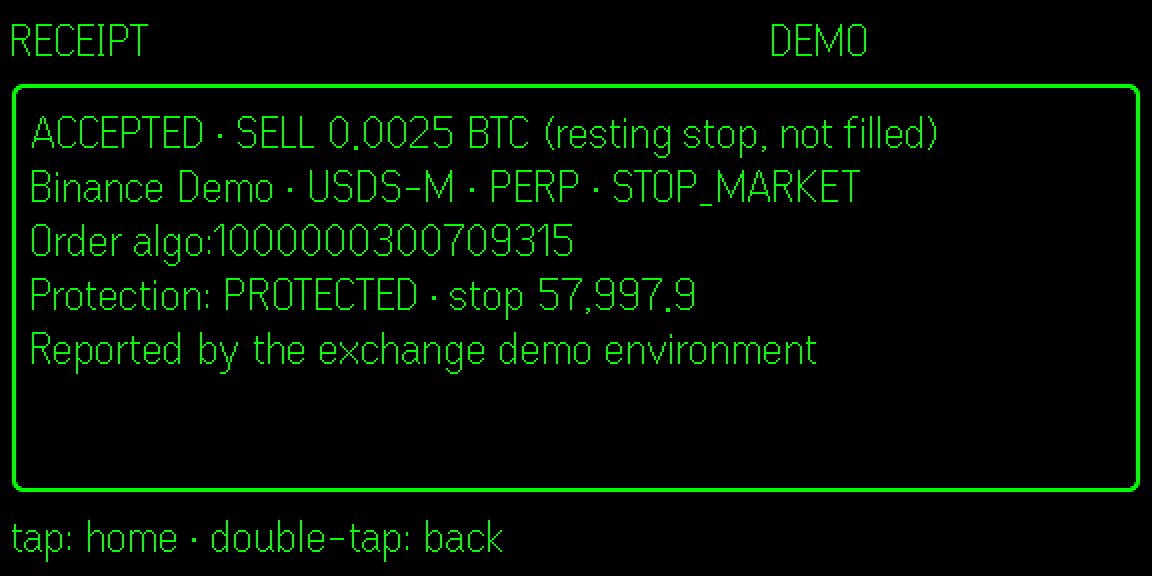 RECEIPT DEMO
ACCEPTED · SELL 0.0025 BTC (resting stop, not filled)
Binance Demo · USDS-M · PERP · STOP_MARKET
Order algo:1000000300709315
Protection: PROTECTED · stop 57,997.9
Reported by the exchange demo environment
tap: home · double-tap: back